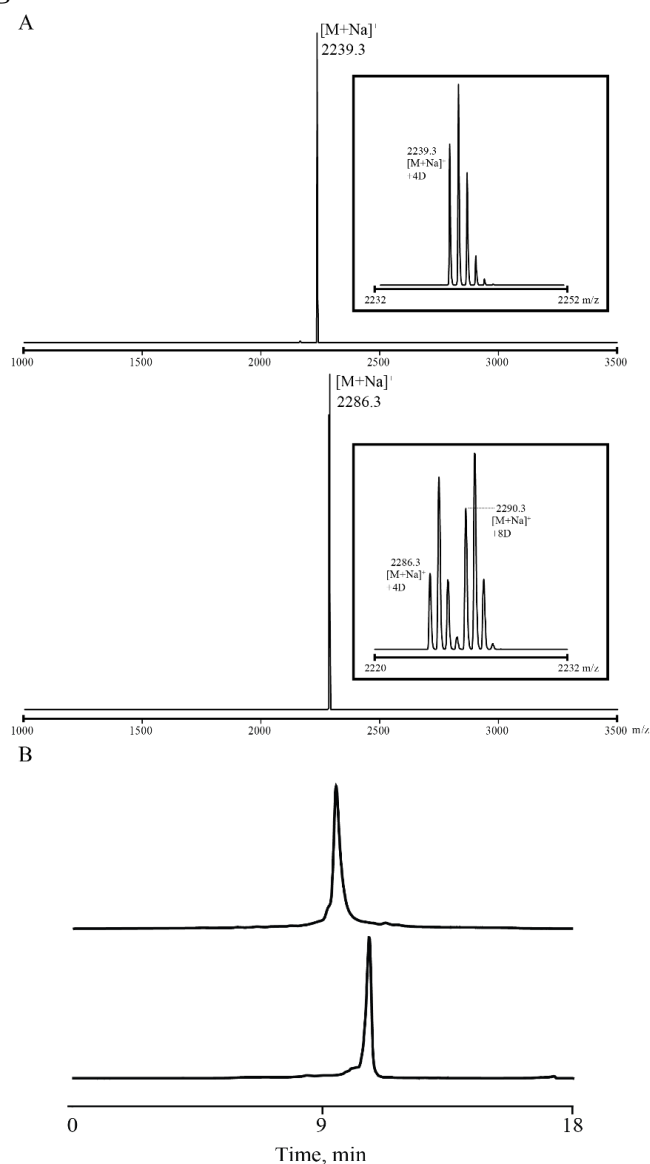 A
[M+Na]⁺
2239.3
2239.3
[M+Na]⁺
+4D
2232
2252 m/z
1000
1500
2000
2500
3000
3500
[M+Na]⁺
2286.3
2290.3
[M+Na]⁺
+8D
2286.3
[M+Na]⁺
+4D
2220
2232 m/z
1000
1500
2000
2500
3000
3500 m/z
B
0
9
18
Time, min